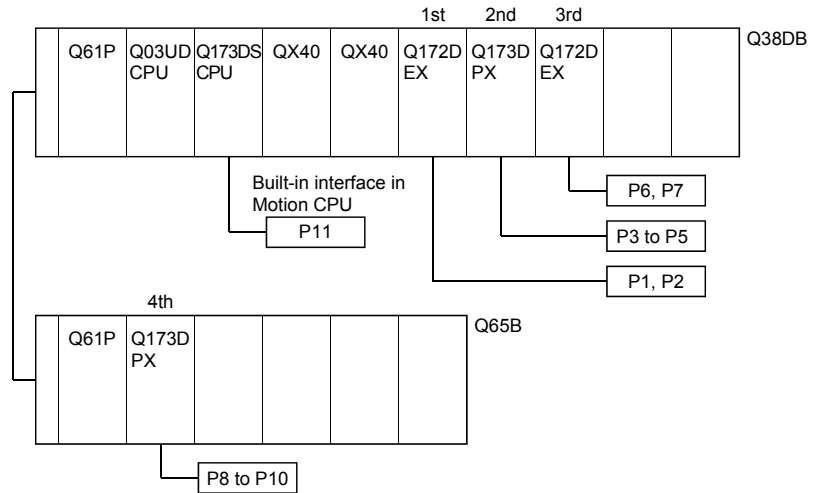 1st 2nd 3rd
Q38DB
Q61P
Q03UD
CPU
Q173DS
CPU
QX40
QX40
Q172D
EX
Q173D
PX
Q172D
EX
Built-in interface in
Motion CPU
P11
P6, P7
P3 to P5
P1, P2
4th
Q65B
Q61P
Q173D
PX
P8 to P10